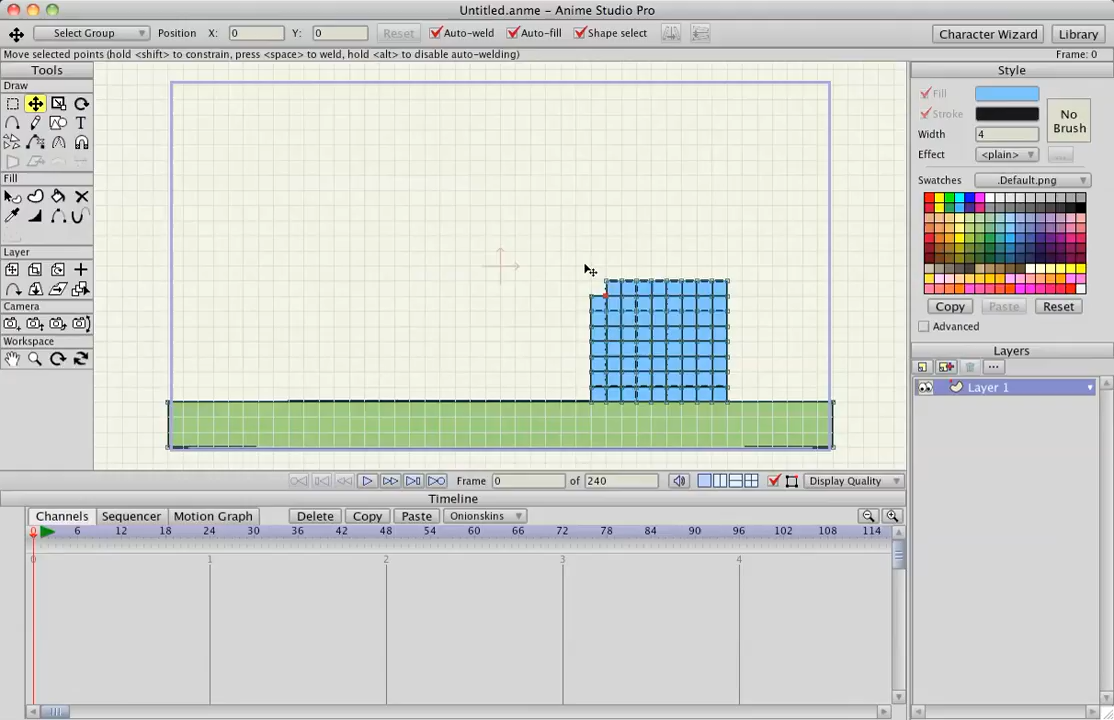 Untitled.anme – Anime Studio Pro
Select Group Position X: 0 Y: 0 Reset Auto-weld Auto-fill Shape select Character Wizard Library
Move selected points (hold <shift> to constrain, press <space> to weld, hold <alt> to disable auto-welding) Frame: 0
Tools
Draw
T
Fill
Layer
Camera
Workspace
Style
Fill
Stroke
Width 4
Effect <plain> ...
No
Brush
Swatches .Default.png
Copy Paste Reset
Advanced
Layers
...
Layer 1
Frame 0 of 240 Display Quality
Timeline
Channels Sequencer Motion Graph Delete Copy Paste Onionskins
0 6 12 18 24 30 36 42 48 54 60 66 72 78 84 90 96 102 108 114
0 1 2 3 4